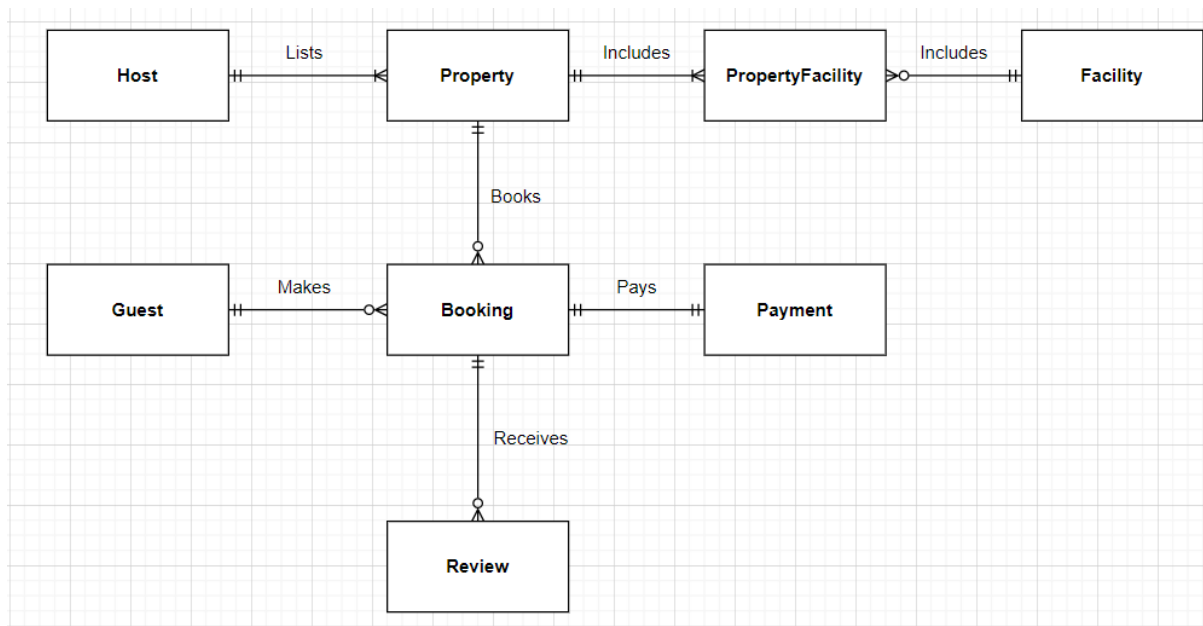 Lists
Includes
Includes
Host
Property
PropertyFacility
Facility
Books
Makes
Pays
Guest
Booking
Payment
Receives
Review